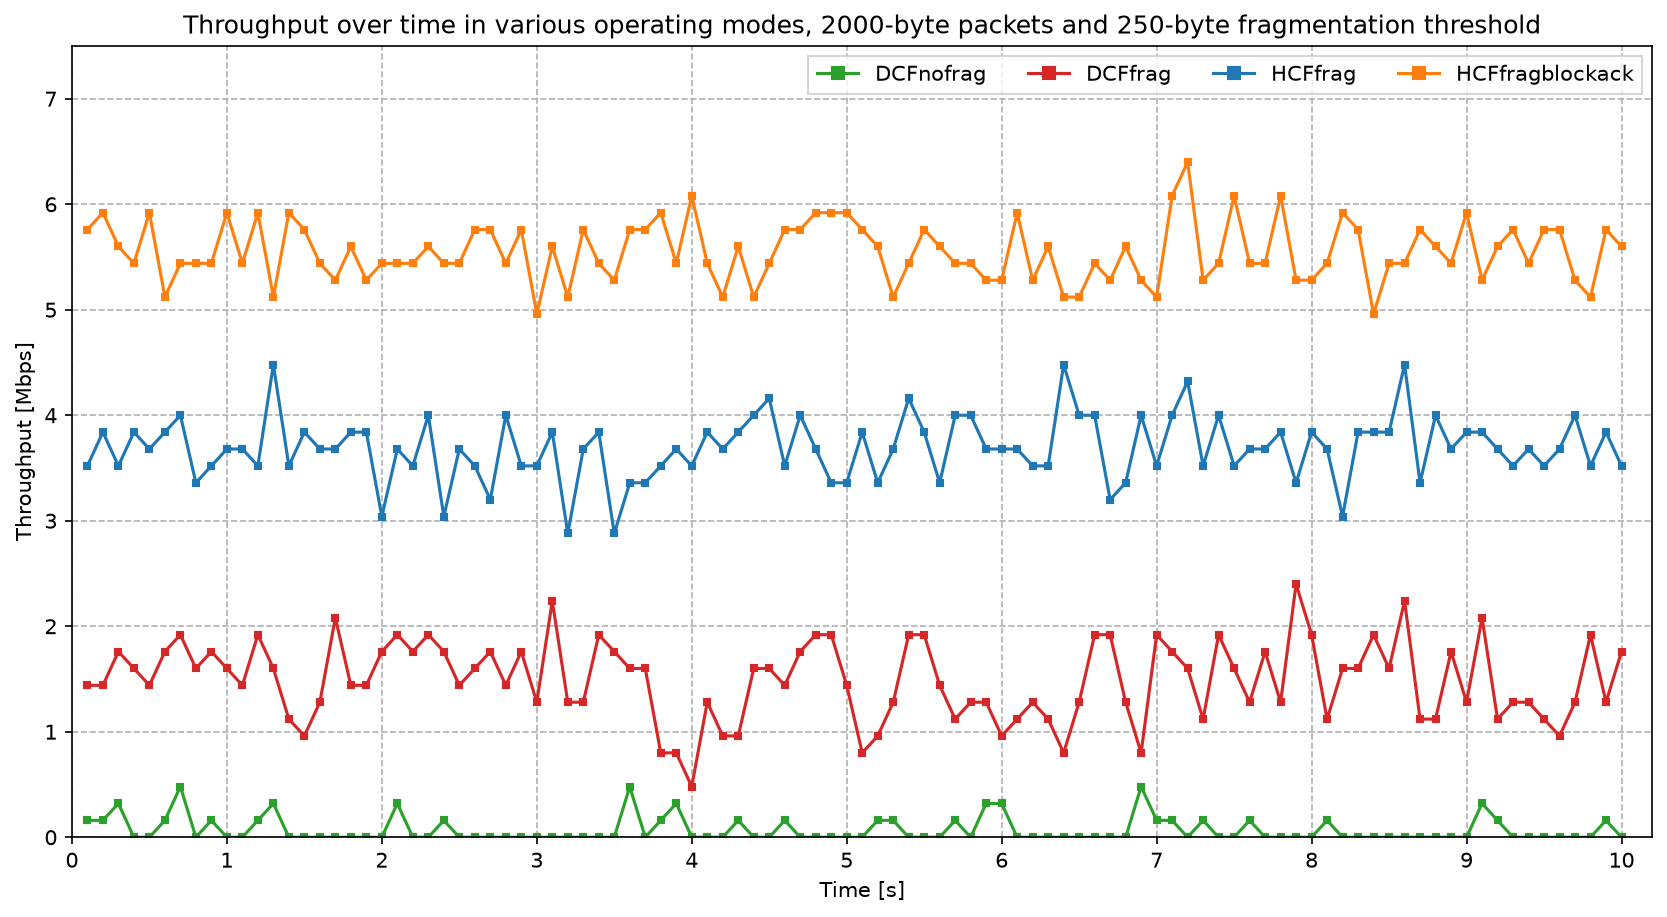 Throughput over time in various operating modes, 2000-byte packets and 250-byte fragmentation threshold
DCFnofrag DCFfrag HCFfrag HCFfragblockack
7
6
5
4
3
2
1
0
Throughput [Mbps]
0 1 2 3 4 5 6 7 8 9 10
Time [s]